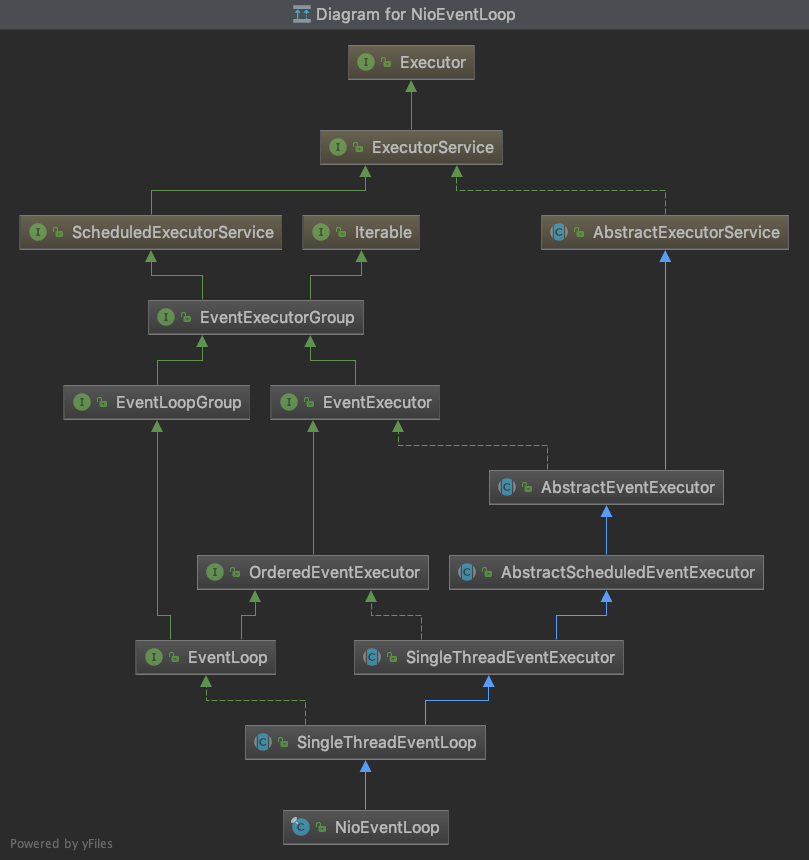 Diagram for NioEventLoop
I Executor
I ExecutorService
I ScheduledExecutorService
I Iterable
C AbstractExecutorService
I EventExecutorGroup
I EventLoopGroup
I EventExecutor
C AbstractEventExecutor
I OrderedEventExecutor
C AbstractScheduledEventExecutor
I EventLoop
C SingleThreadEventExecutor
C SingleThreadEventLoop
C NioEventLoop
Powered by yFiles